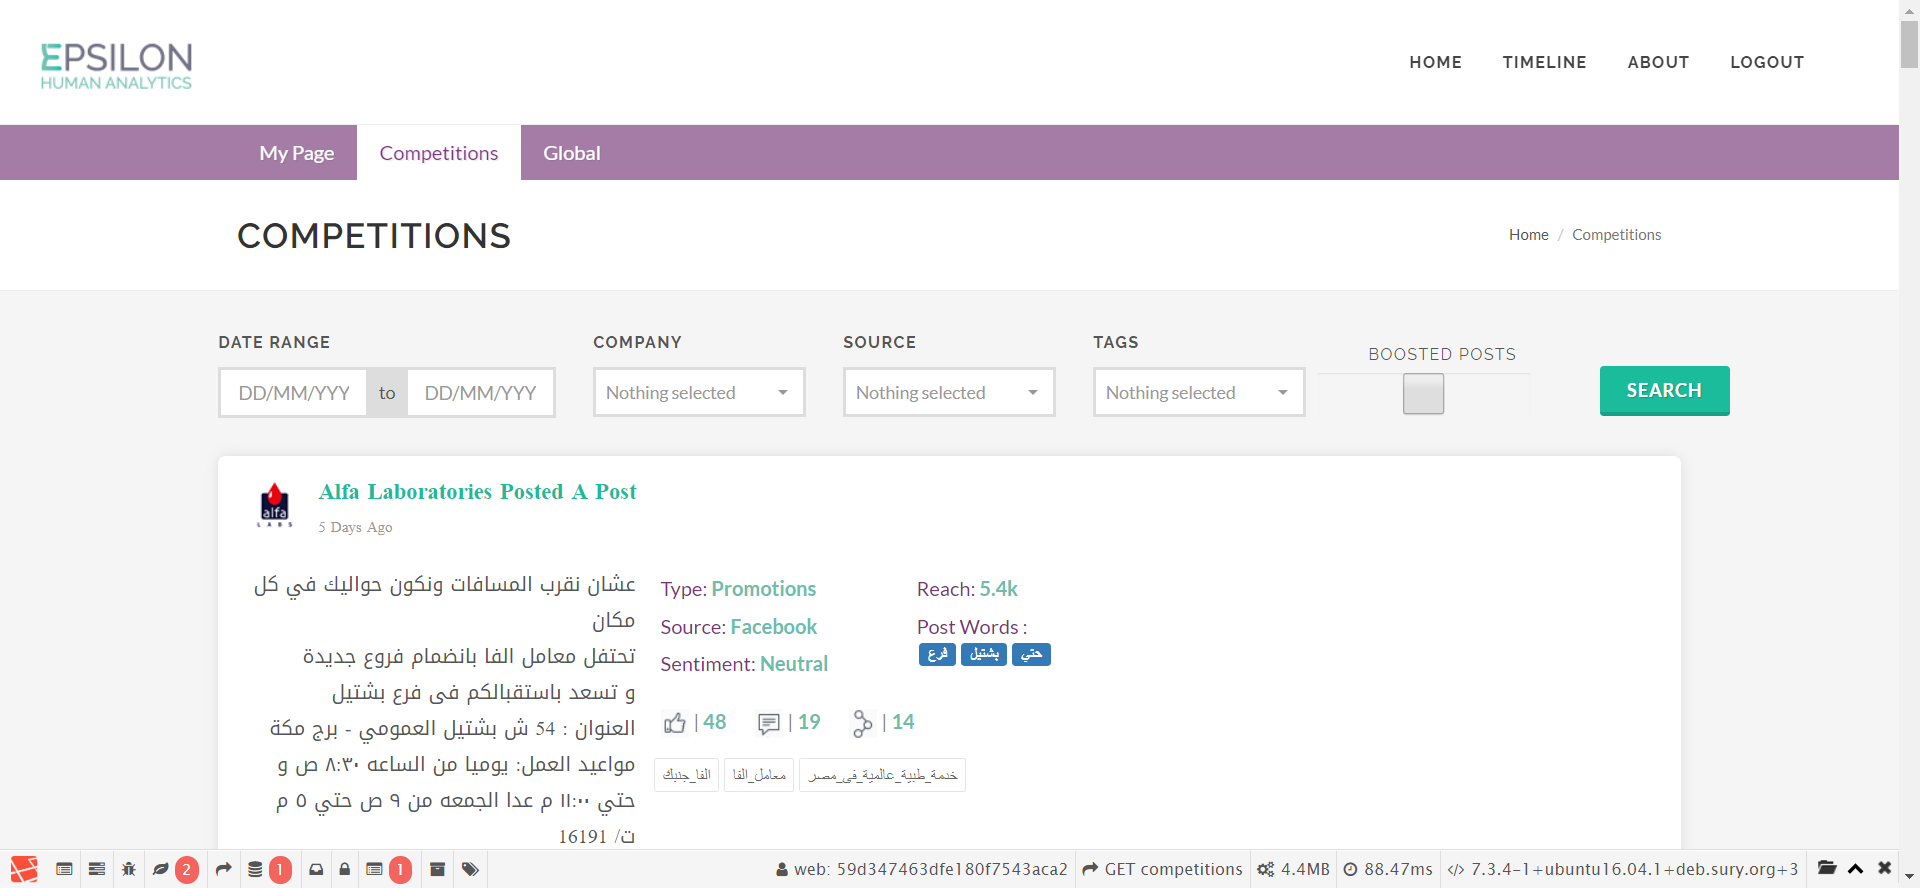 EPSILON
HUMAN ANALYTICS
HOME TIMELINE ABOUT LOGOUT
My Page Competitions Global
COMPETITIONS
Home / Competitions
DATE RANGE COMPANY SOURCE TAGS BOOSTED POSTS
DD/MM/YYY to DD/MM/YYY Nothing selected Nothing selected Nothing selected SEARCH
alfa
LABS
Alfa Laboratories Posted A Post
5 Days Ago
عشان نقرب المسافات ونكون حواليك في كل
مكان
تحتفل معامل الفا بانضمام فروع جديدة
و تسعد باستقبالكم فى فرع بشتيل
العنوان : 54 ش بشتيل العمومي - برج مكة
مواعيد العمل: يوميا من الساعه ٨:٣٠ ص و
حتي ١١:٠٠ م عدا الجمعه من ٩ ص حتي ٥ م
ت/ 16191
Type: Promotions
Source: Facebook
Sentiment: Neutral
Reach: 5.4k
Post Words :
حتي بشتيل فرع
| 48 | 19 | 14
الفا_جنبك معامل_الفا خدمة_طبية_عالمية_فى_مصر
2 1 1 web: 59d347463dfe180f7543aca2 GET competitions 4.4MB 88.47ms 7.3.4-1+ubuntu16.04.1+deb.sury.org+3